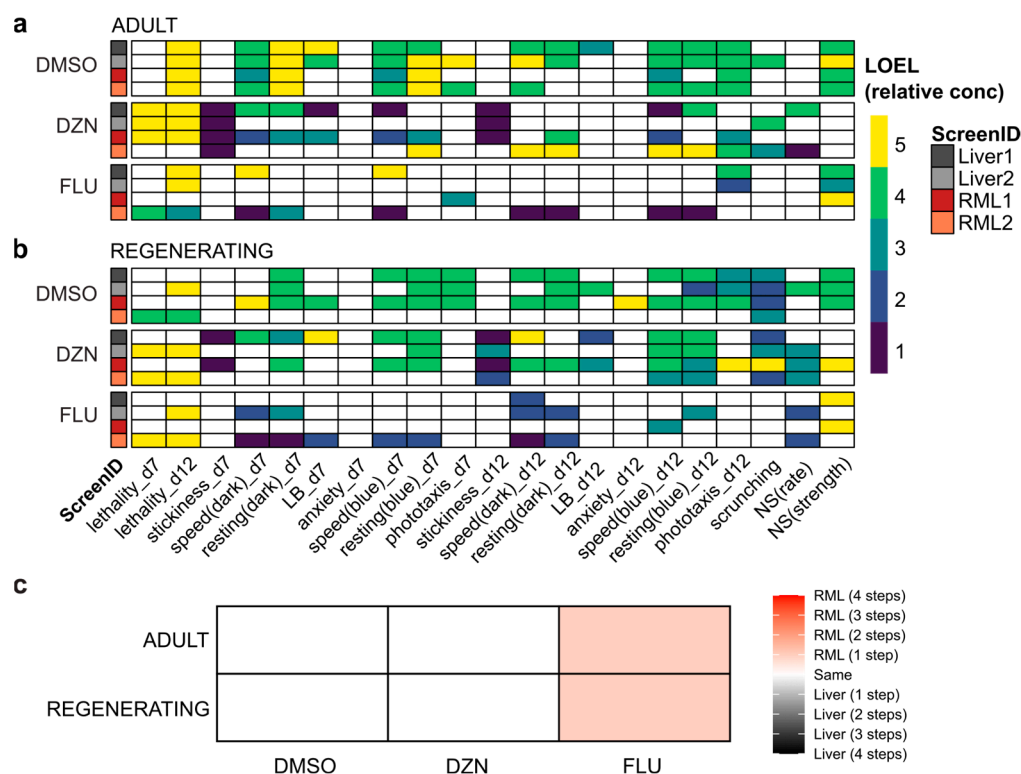 a
ADULT
DMSO
DZN
FLU
LOEL
(relative conc)
5
4
3
2
1
ScreenID
Liver1
Liver2
RML1
RML2
b
REGENERATING
DMSO
DZN
FLU
ScreenID
lethality_d7
lethality_d12
stickiness_d7
speed(dark)_d7
resting(dark)_d7
LB_d7
anxiety_d7
speed(blue)_d7
resting(blue)_d7
phototaxis_d7
stickiness_d12
speed(dark)_d12
resting(dark)_d12
LB_d12
anxiety_d12
speed(blue)_d12
resting(blue)_d12
phototaxis_d12
scrunching
NS(rate)
NS(strength)
c
ADULT
REGENERATING
DMSO
DZN
FLU
RML (4 steps)
RML (3 steps)
RML (2 steps)
RML (1 step)
Same
Liver (1 step)
Liver (2 steps)
Liver (3 steps)
Liver (4 steps)